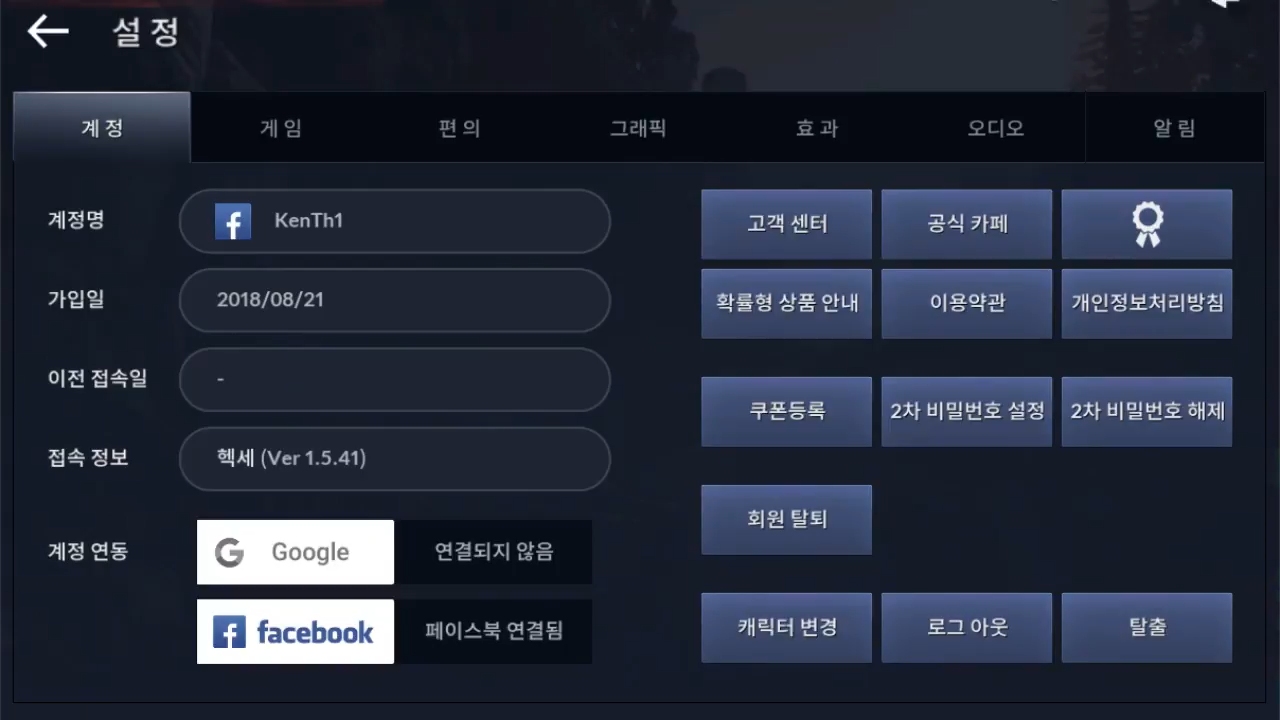 설정
계정 게임 편의 그래픽 효과 오디오 알림
계정명 KenTh1
가입일 2018/08/21
이전 접속일 -
접속 정보 헥세 (Ver 1.5.41)
계정 연동 Google 연결되지 않음
facebook 페이스북 연결됨
고객 센터 공식 카페
확률형 상품 안내 이용약관 개인정보처리방침
쿠폰등록 2차 비밀번호 설정 2차 비밀번호 해제
회원 탈퇴
캐릭터 변경 로그 아웃 탈출